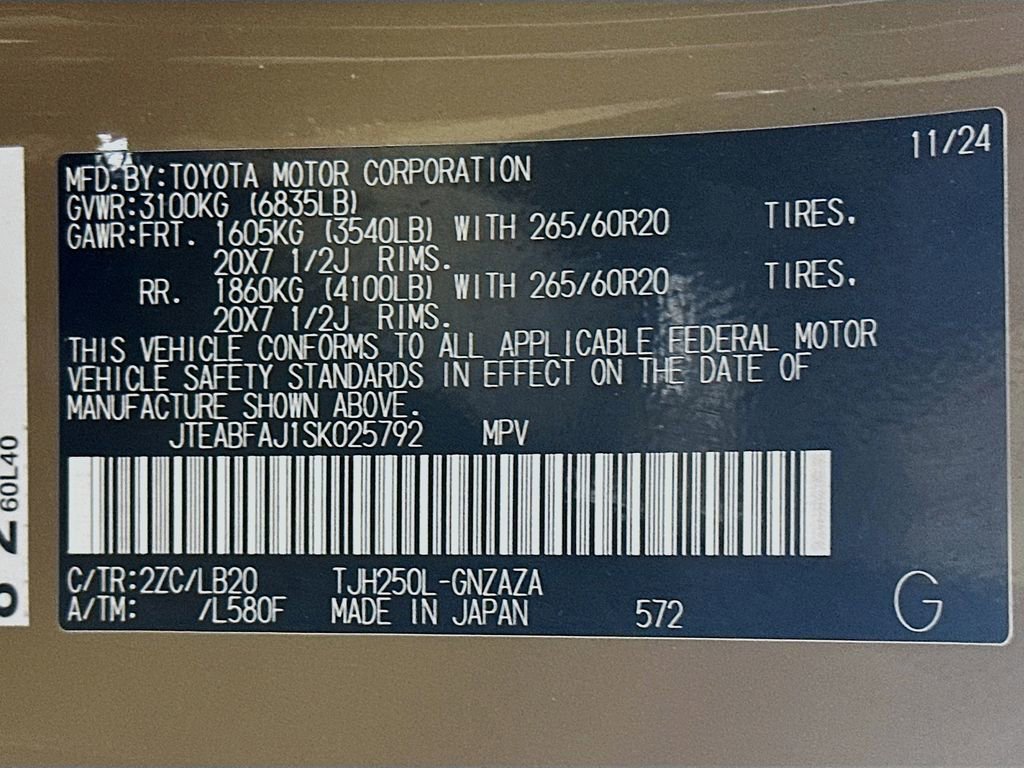 11/24
MFD.BY:TOYOTA MOTOR CORPORATION
GVWR:3100KG (6835LB)
GAWR:FRT. 1605KG (3540LB) WITH 265/60R20 TIRES.
20X7 1/2J RIMS.
RR. 1860KG (4100LB) WITH 265/60R20 TIRES.
20X7 1/2J RIMS.
THIS VEHICLE CONFORMS TO ALL APPLICABLE FEDERAL MOTOR
VEHICLE SAFETY STANDARDS IN EFFECT ON THE DATE OF
MANUFACTURE SHOWN ABOVE.
JTEABFAJ1SK025792 MPV
C/TR:2ZC/LB20 TJH250L-GNZAZA
A/TM: /L580F MADE IN JAPAN 572
G
60L40